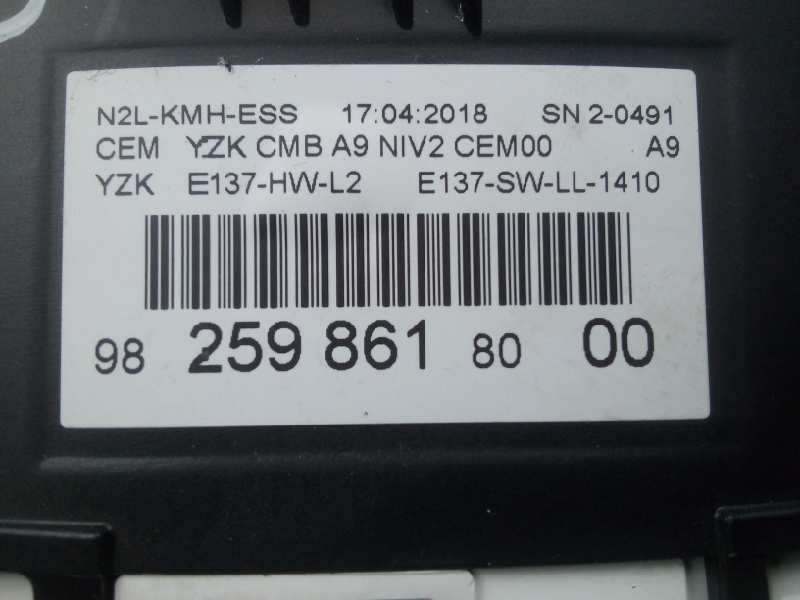 N2L-KMH-ESS 17:04:2018 SN 2-0491
CEM YZK CMB A9 NIV2 CEM00 A9
YZK E137-HW-L2 E137-SW-LL-1410
98 259 861 80 00